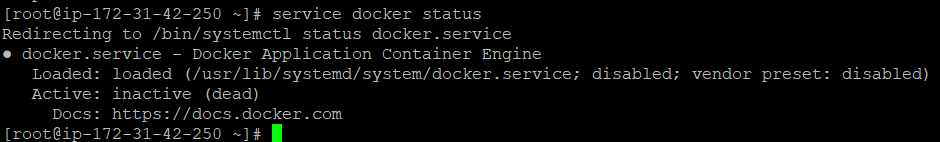 [root@ip-172-31-42-250 ~]# service docker status
Redirecting to /bin/systemctl status docker.service
● docker.service - Docker Application Container Engine
   Loaded: loaded (/usr/lib/systemd/system/docker.service; disabled; vendor preset: disabled)
   Active: inactive (dead)
     Docs: https://docs.docker.com
[root@ip-172-31-42-250 ~]#